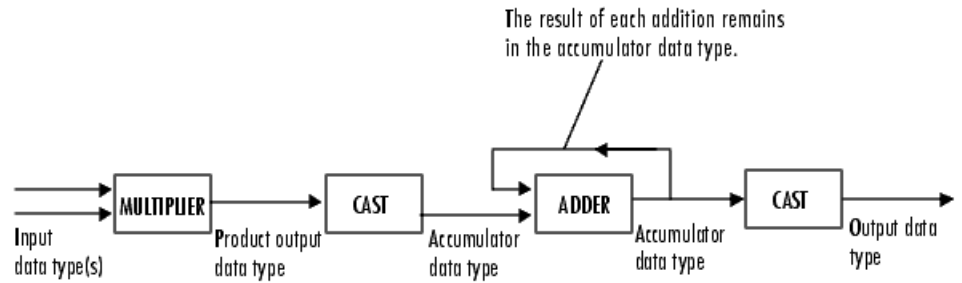 The result of each addition remains
in the accumulator data type.
MULTIPLIER
CAST
ADDER
CAST
Input
data type(s)
Product output
data type
Accumulator
data type
Accumulator
data type
Output data
type